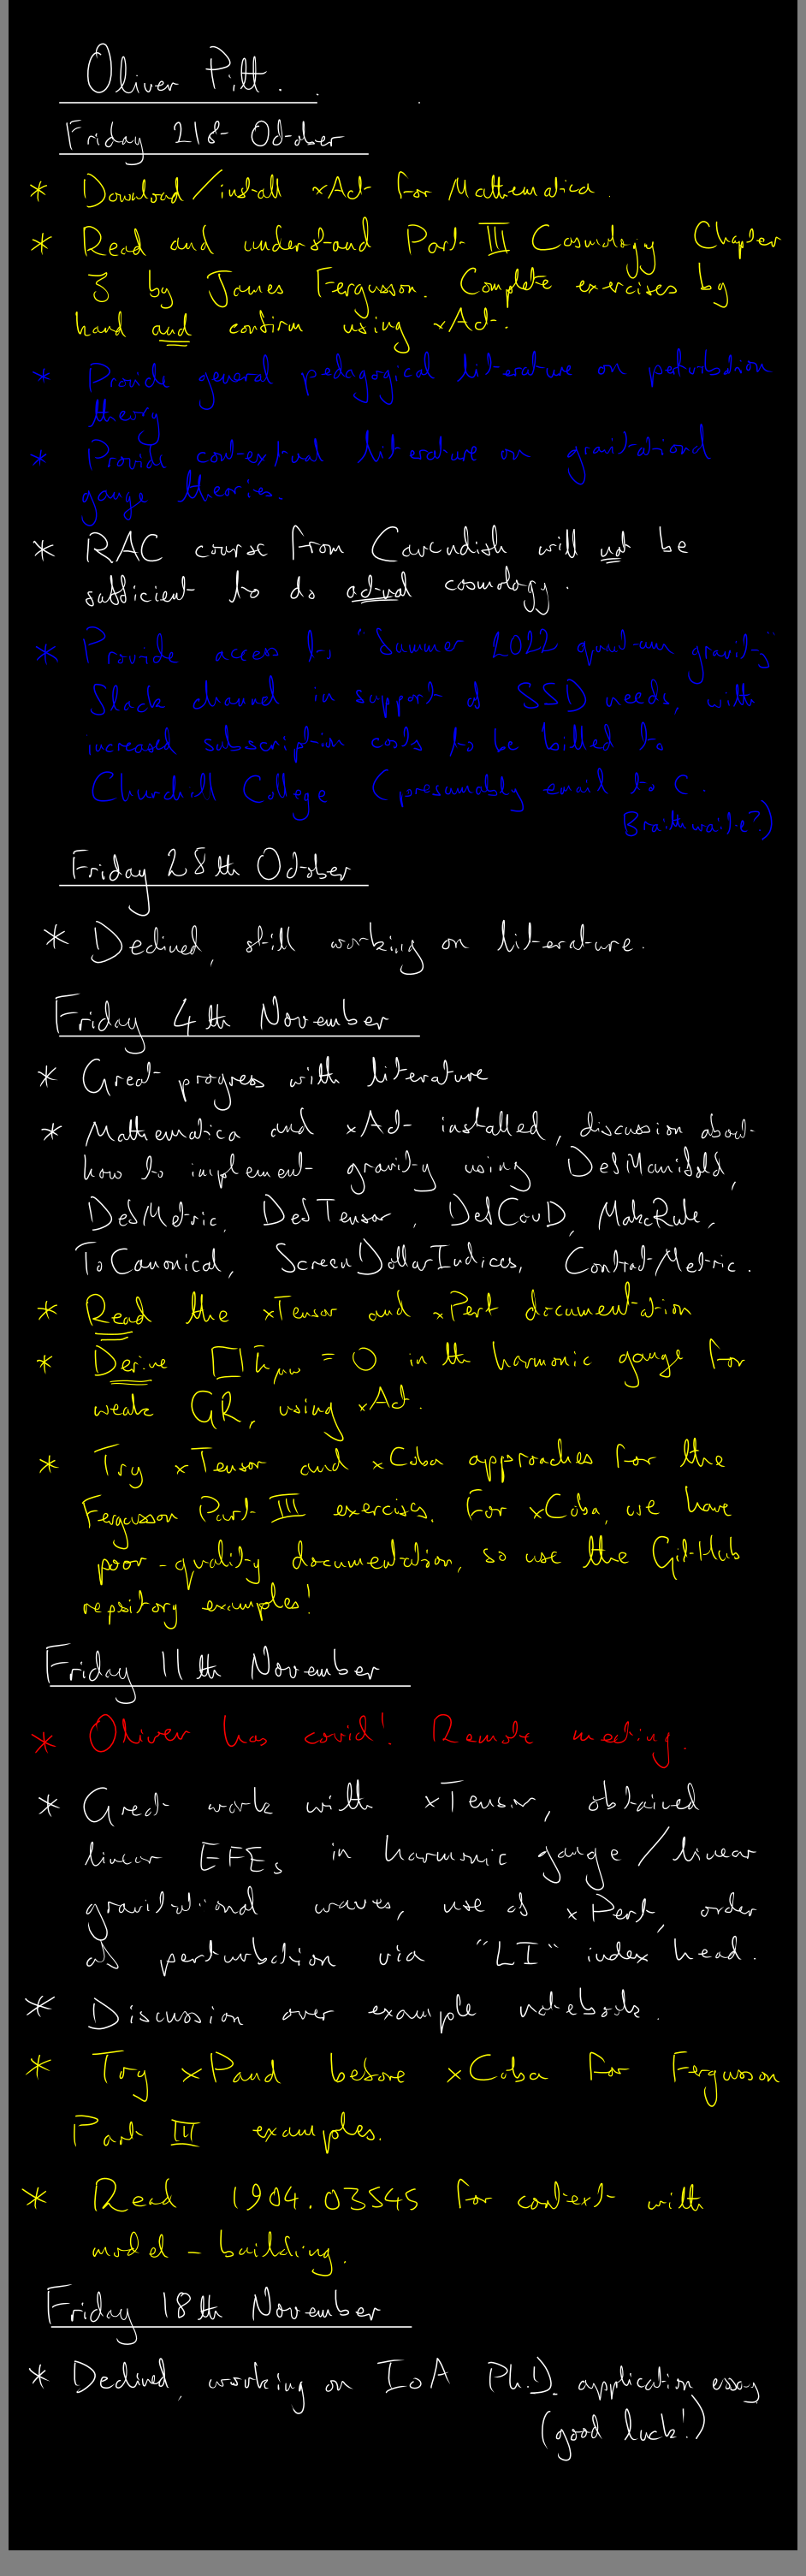 Oliver Pitt.
Friday 21st October
* Download/install xAct for Mathematica.
* Read and understand Part III Cosmology Chapter
3 by James Fergusson. Complete exercises by
hand and confirm using xAct.
* Provide general pedagogical literature on perturbation
theory
* Provide contextual literature on gravitational
gauge theories.
* RAC course from Cavendish will not be
sufficient to do actual cosmology.
* Provide access to "Summer 2022 quantum gravity"
Slack channel in support of SSD needs, with
increased subscription costs to be billed to
Churchill College (presumably email to C.
Braithwaite?)
Friday 28th October
* Declined, still working on literature.
Friday 4th November
* Great progress with literature
* Mathematica and xAct installed, discussion about
how to implement gravity using DefManifold,
DefMetric, DefTensor, DefCovD, MakeRule,
ToCanonical, ScreenDollarIndices, ContractMetric.
* Read the xTensor and xPert documentation
* Derive □h̄μν = 0 in the harmonic gauge for
weak GR, using xAct.
* Try xTensor and xCoba approaches for the
Fergusson Part III exercises. For xCoba, we have
poor-quality documentation, so use the GitHub
repsitory examples!
Friday 11th November
* Oliver has covid! Remote meeting.
* Great work with xTensor, obtained
linear EFEs in harmonic gauge/linear
gravitational waves, use of xPert, order
of perturbation via "LI" index head.
* Discussion over example notebooks.
* Try xPand before xCoba for Fergusson
Part III examples.
* Read 1904.03545 for context with
model-building.
Friday 18th November
* Declined, working on IoA Ph.D. application essay
(good luck!)